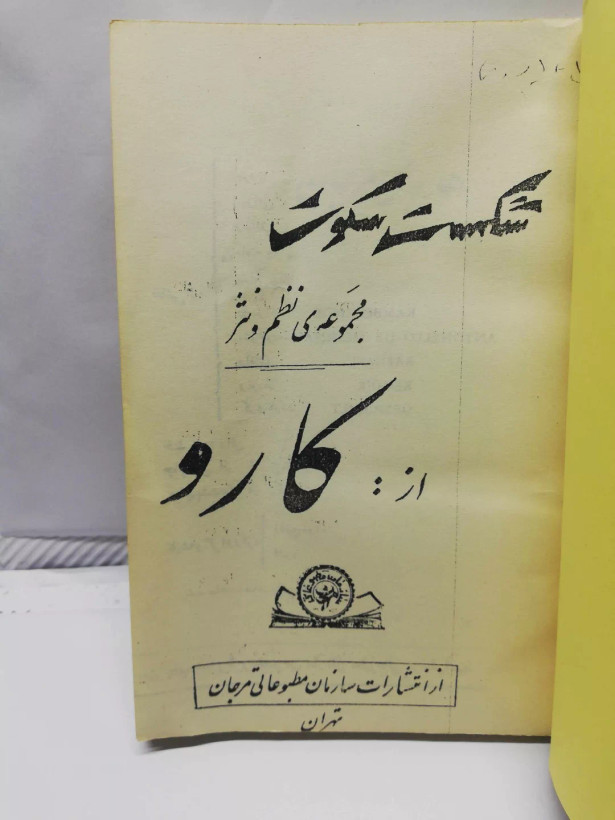 شکست سکوت
مجموعه‌ی نظم و نثر
از : کارو
از انتشارات سازمان مطبوعاتی مرجان
تهران